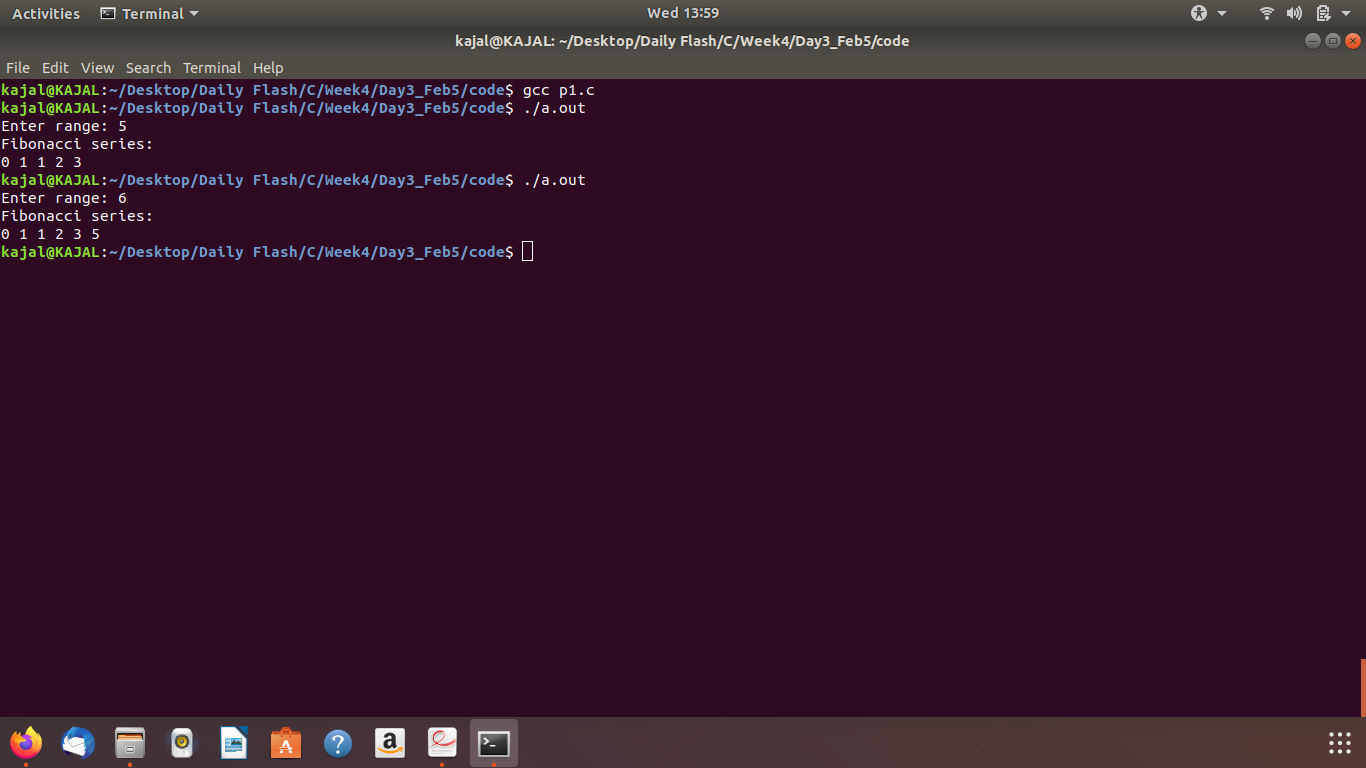 Activities Terminal Wed 13:59
kajal@KAJAL: ~/Desktop/Daily Flash/C/Week4/Day3_Feb5/code
File Edit View Search Terminal Help
kajal@KAJAL:~/Desktop/Daily Flash/C/Week4/Day3_Feb5/code$ gcc p1.c
kajal@KAJAL:~/Desktop/Daily Flash/C/Week4/Day3_Feb5/code$ ./a.out
Enter range: 5
Fibonacci series:
0 1 1 2 3
kajal@KAJAL:~/Desktop/Daily Flash/C/Week4/Day3_Feb5/code$ ./a.out
Enter range: 6
Fibonacci series:
0 1 1 2 3 5
kajal@KAJAL:~/Desktop/Daily Flash/C/Week4/Day3_Feb5/code$